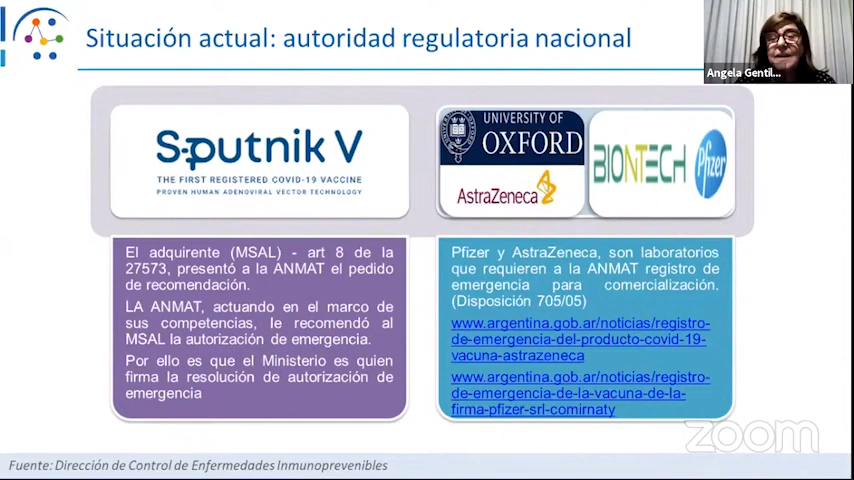 Situación actual: autoridad regulatoria nacional
Angela Gentil...
Sputnik V
THE FIRST REGISTERED COVID-19 VACCINE
PROVEN HUMAN ADENOVIRAL VECTOR TECHNOLOGY
UNIVERSITY OF
OXFORD
AstraZeneca
BIONTECH
Pfizer
El adquirente (MSAL) - art 8 de la
27573, presentó a la ANMAT el pedido
de recomendación.
LA ANMAT, actuando en el marco de
sus competencias, le recomendó al
MSAL la autorización de emergencia.
Por ello es que el Ministerio es quien
firma la resolución de autorización de
emergencia
Pfizer y AstraZeneca, son laboratorios
que requieren a la ANMAT registro de
emergencia para comercialización.
(Disposición 705/05)
www.argentina.gob.ar/noticias/registro-
de-emergencia-del-producto-covid-19-
vacuna-astrazeneca
www.argentina.gob.ar/noticias/registro-
de-emergencia-de-la-vacuna-de-la-
firma-pfizer-srl-comirnaty
zoom
Fuente: Dirección de Control de Enfermedades Inmunoprevenibles